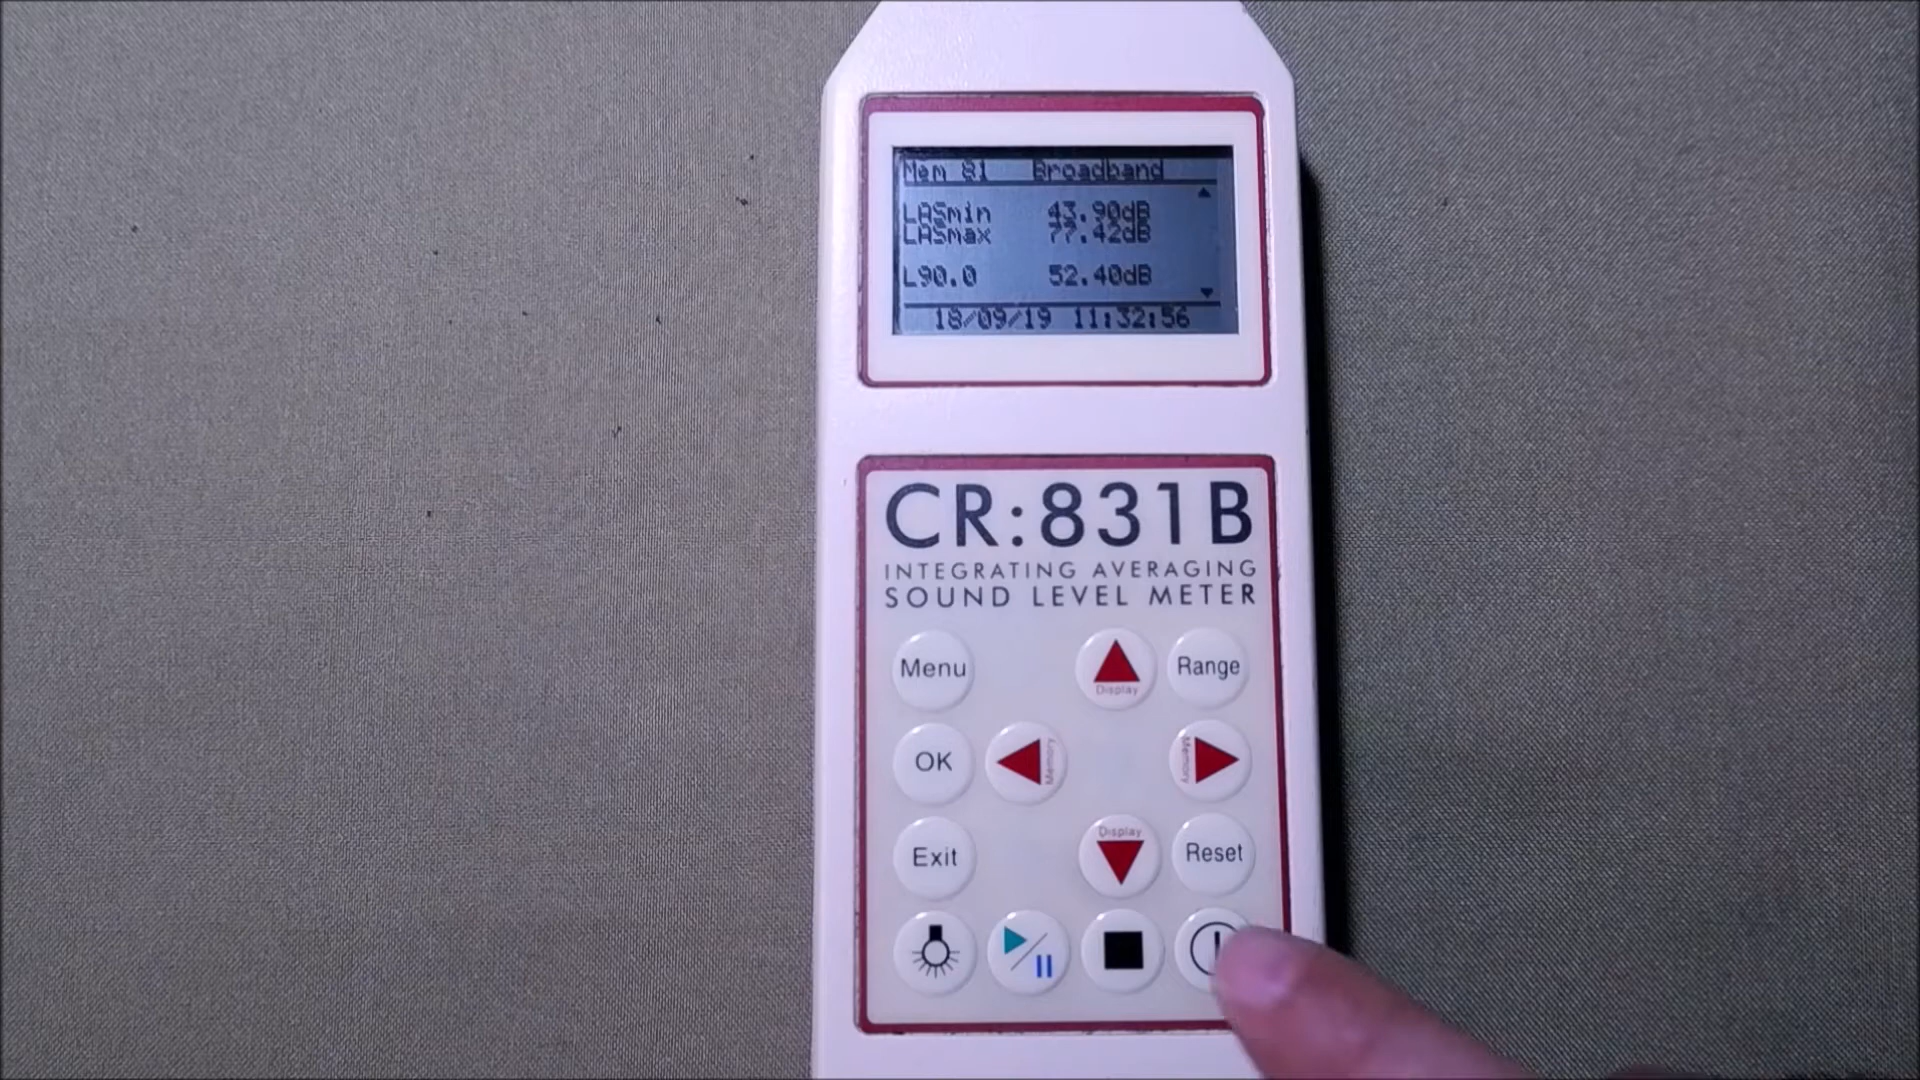 Mem 81 Broadband
LASmin 43.90dB
LASmax 77.42dB
L90.0 52.40dB
18/09/19 11:32:56
CR:831B
INTEGRATING AVERAGING
SOUND LEVEL METER
Menu Display Range
OK Memory Memory
Exit Display Reset